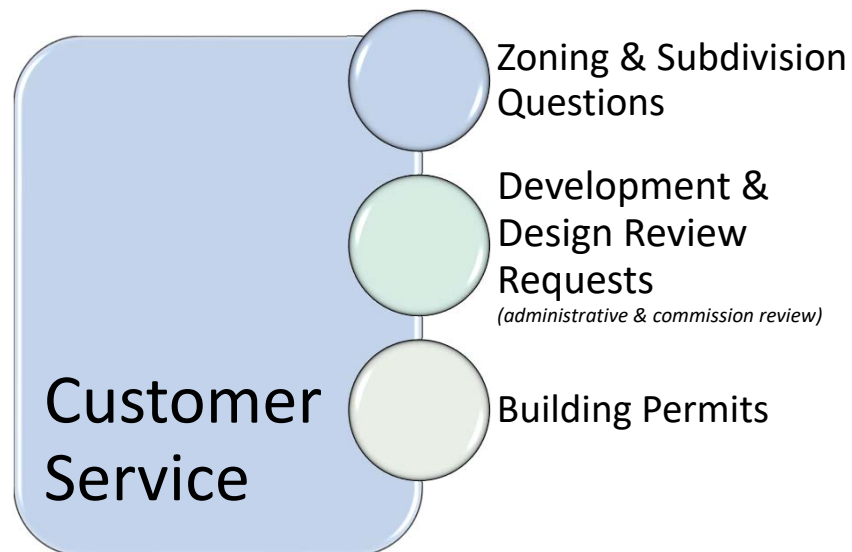 Zoning & Subdivision
Questions
Development &
Design Review
Requests
(administrative & commission review)
Customer
Service
Building Permits